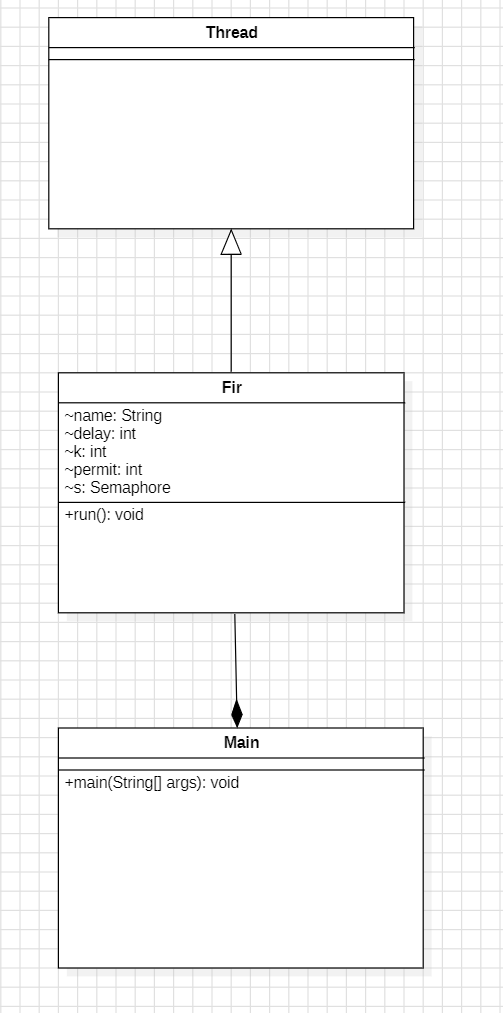 Thread
Fir
~name: String
~delay: int
~k: int
~permit: int
~s: Semaphore
+run(): void
Main
+main(String[] args): void